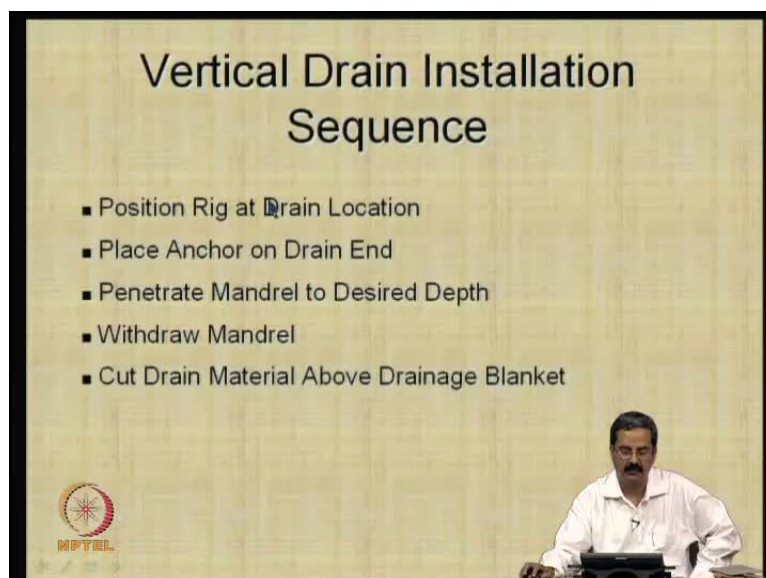 Vertical Drain Installation
Sequence
▪ Position Rig at Drain Location
▪ Place Anchor on Drain End
▪ Penetrate Mandrel to Desired Depth
▪ Withdraw Mandrel
▪ Cut Drain Material Above Drainage Blanket
NPTEL